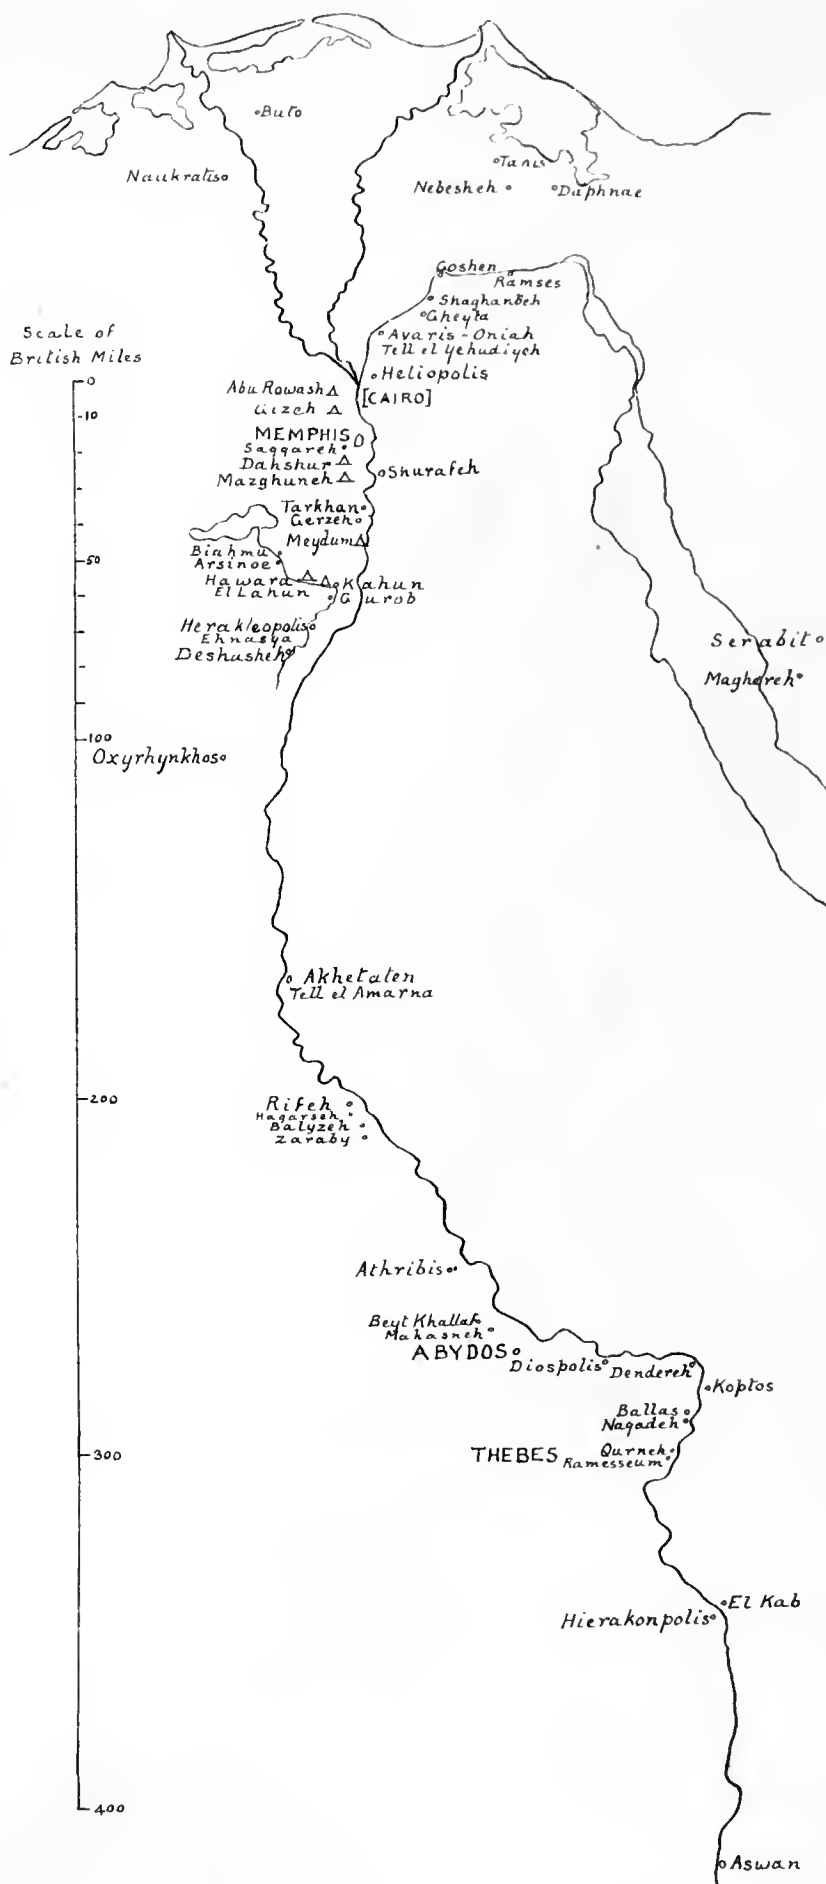 Buto
Tanis
Naukratis
Nebesheh
Daphnae
Goshen
Ramses
Shaghanbeh
Gheyta
Scale of
British Miles
Avaris - Oniah
Tell el Yehudiyeh
Heliopolis
0
Abu Rowash
[CAIRO]
Gizeh
10
MEMPHIS
Saqqareh
Dahshur
Shurafeh
Mazghuneh
Tarkhan
Gerzeh
Meydum
Biahmu
50
Arsinoe
Hawara
Kahun
El Lahun
Gurob
Herakleopolis
Ehnasya
Serabit
Deshasheh
Maghareh
100
Oxyrhynkhos
Akhetaten
Tell el Amarna
200
Rifeh
Hagarseh
Balyzeh
Zaraby
Athribis
Beyt Khallaf
Mahasneh
ABYDOS
Diospolis
Dendereh
Koptos
Ballas
Naqadeh
300
THEBES
Qurneh
Ramesseum
El Kab
Hierakonpolis
400
Aswan